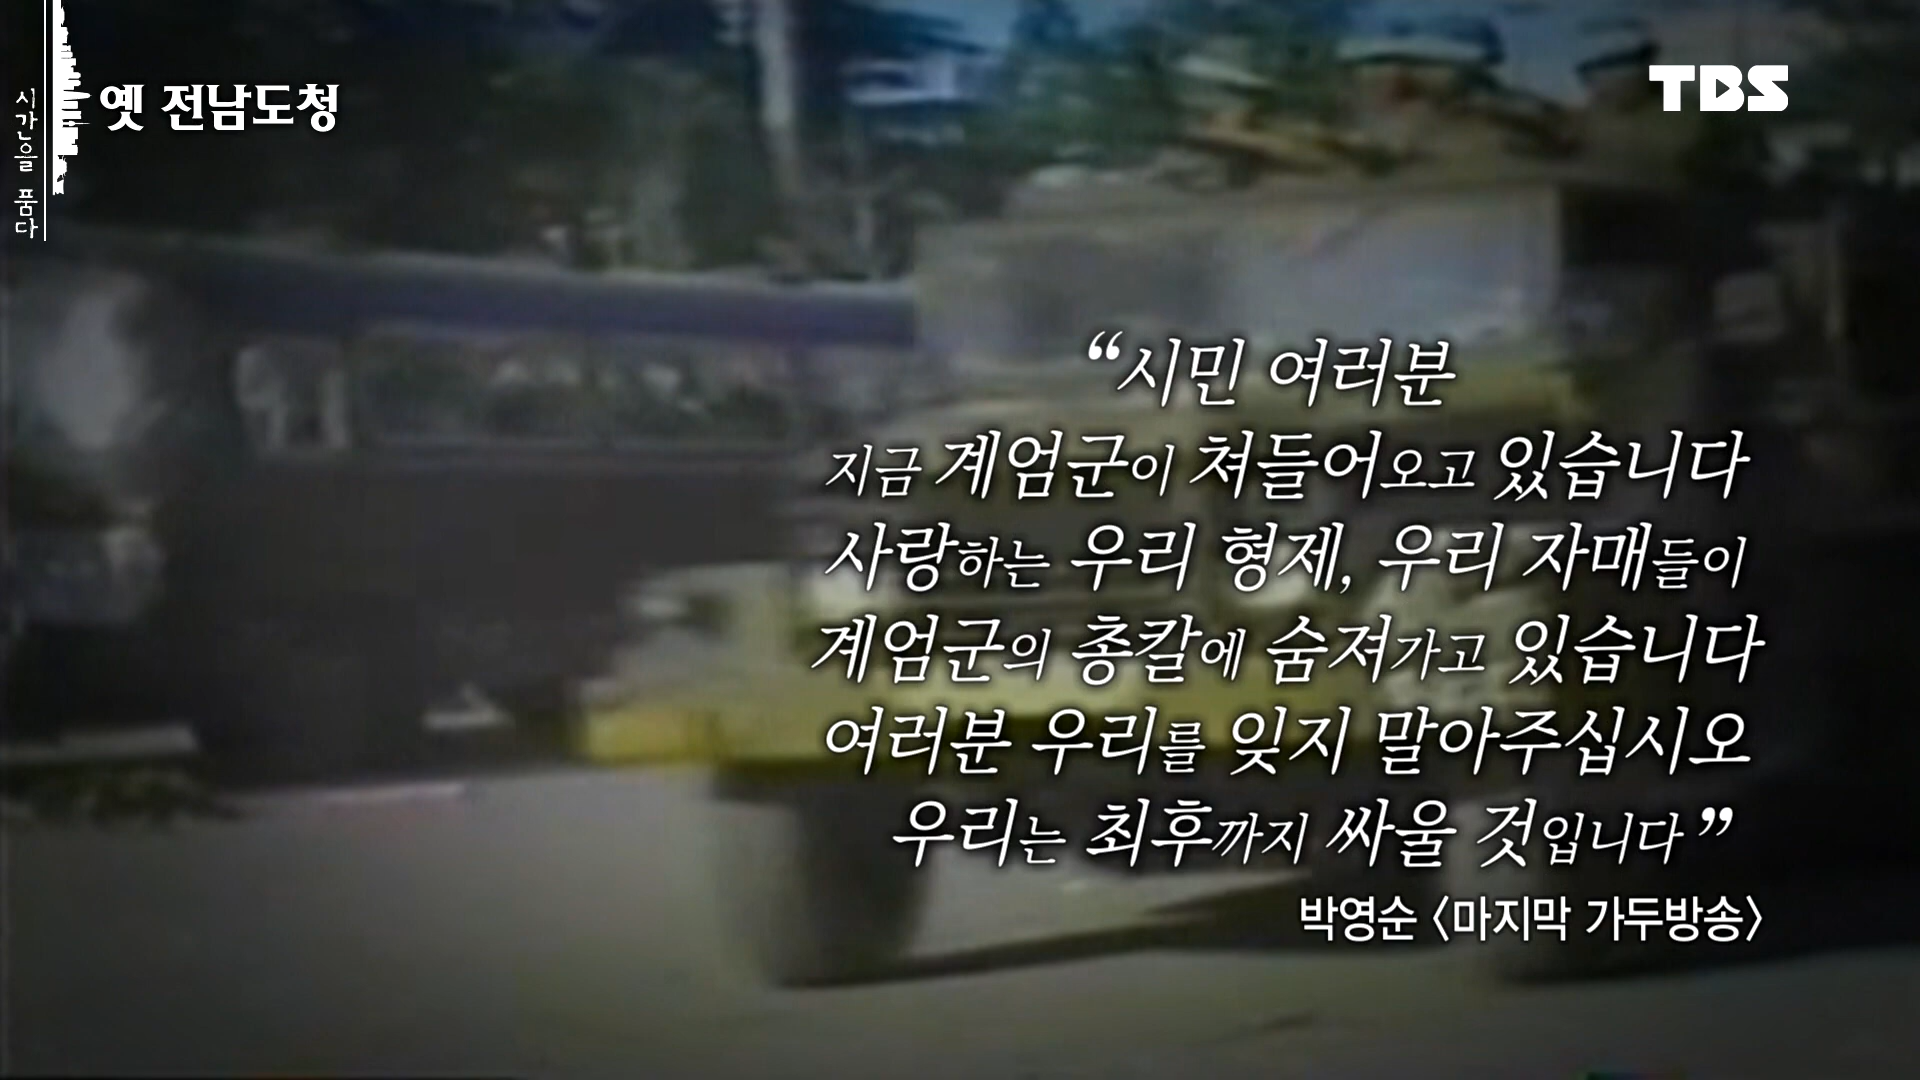 시간을 품다
옛 전남도청
TBS
“시민 여러분
지금 계엄군이 쳐들어오고 있습니다
사랑하는 우리 형제, 우리 자매들이
계엄군의 총칼에 숨져가고 있습니다
여러분 우리를 잊지 말아주십시오
우리는 최후까지 싸울 것입니다”
박영순 〈마지막 가두방송〉